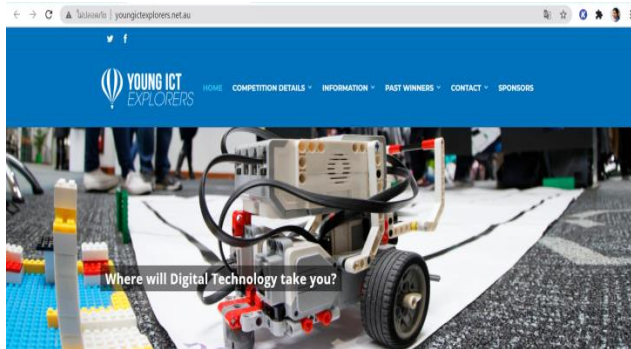 ไม่ปลอดภัย | youngictexplorers.net.au
YOUNG ICT
EXPLORERS
HOME COMPETITION DETAILS INFORMATION PAST WINNERS CONTACT SPONSORS
Where will Digital Technology take you?